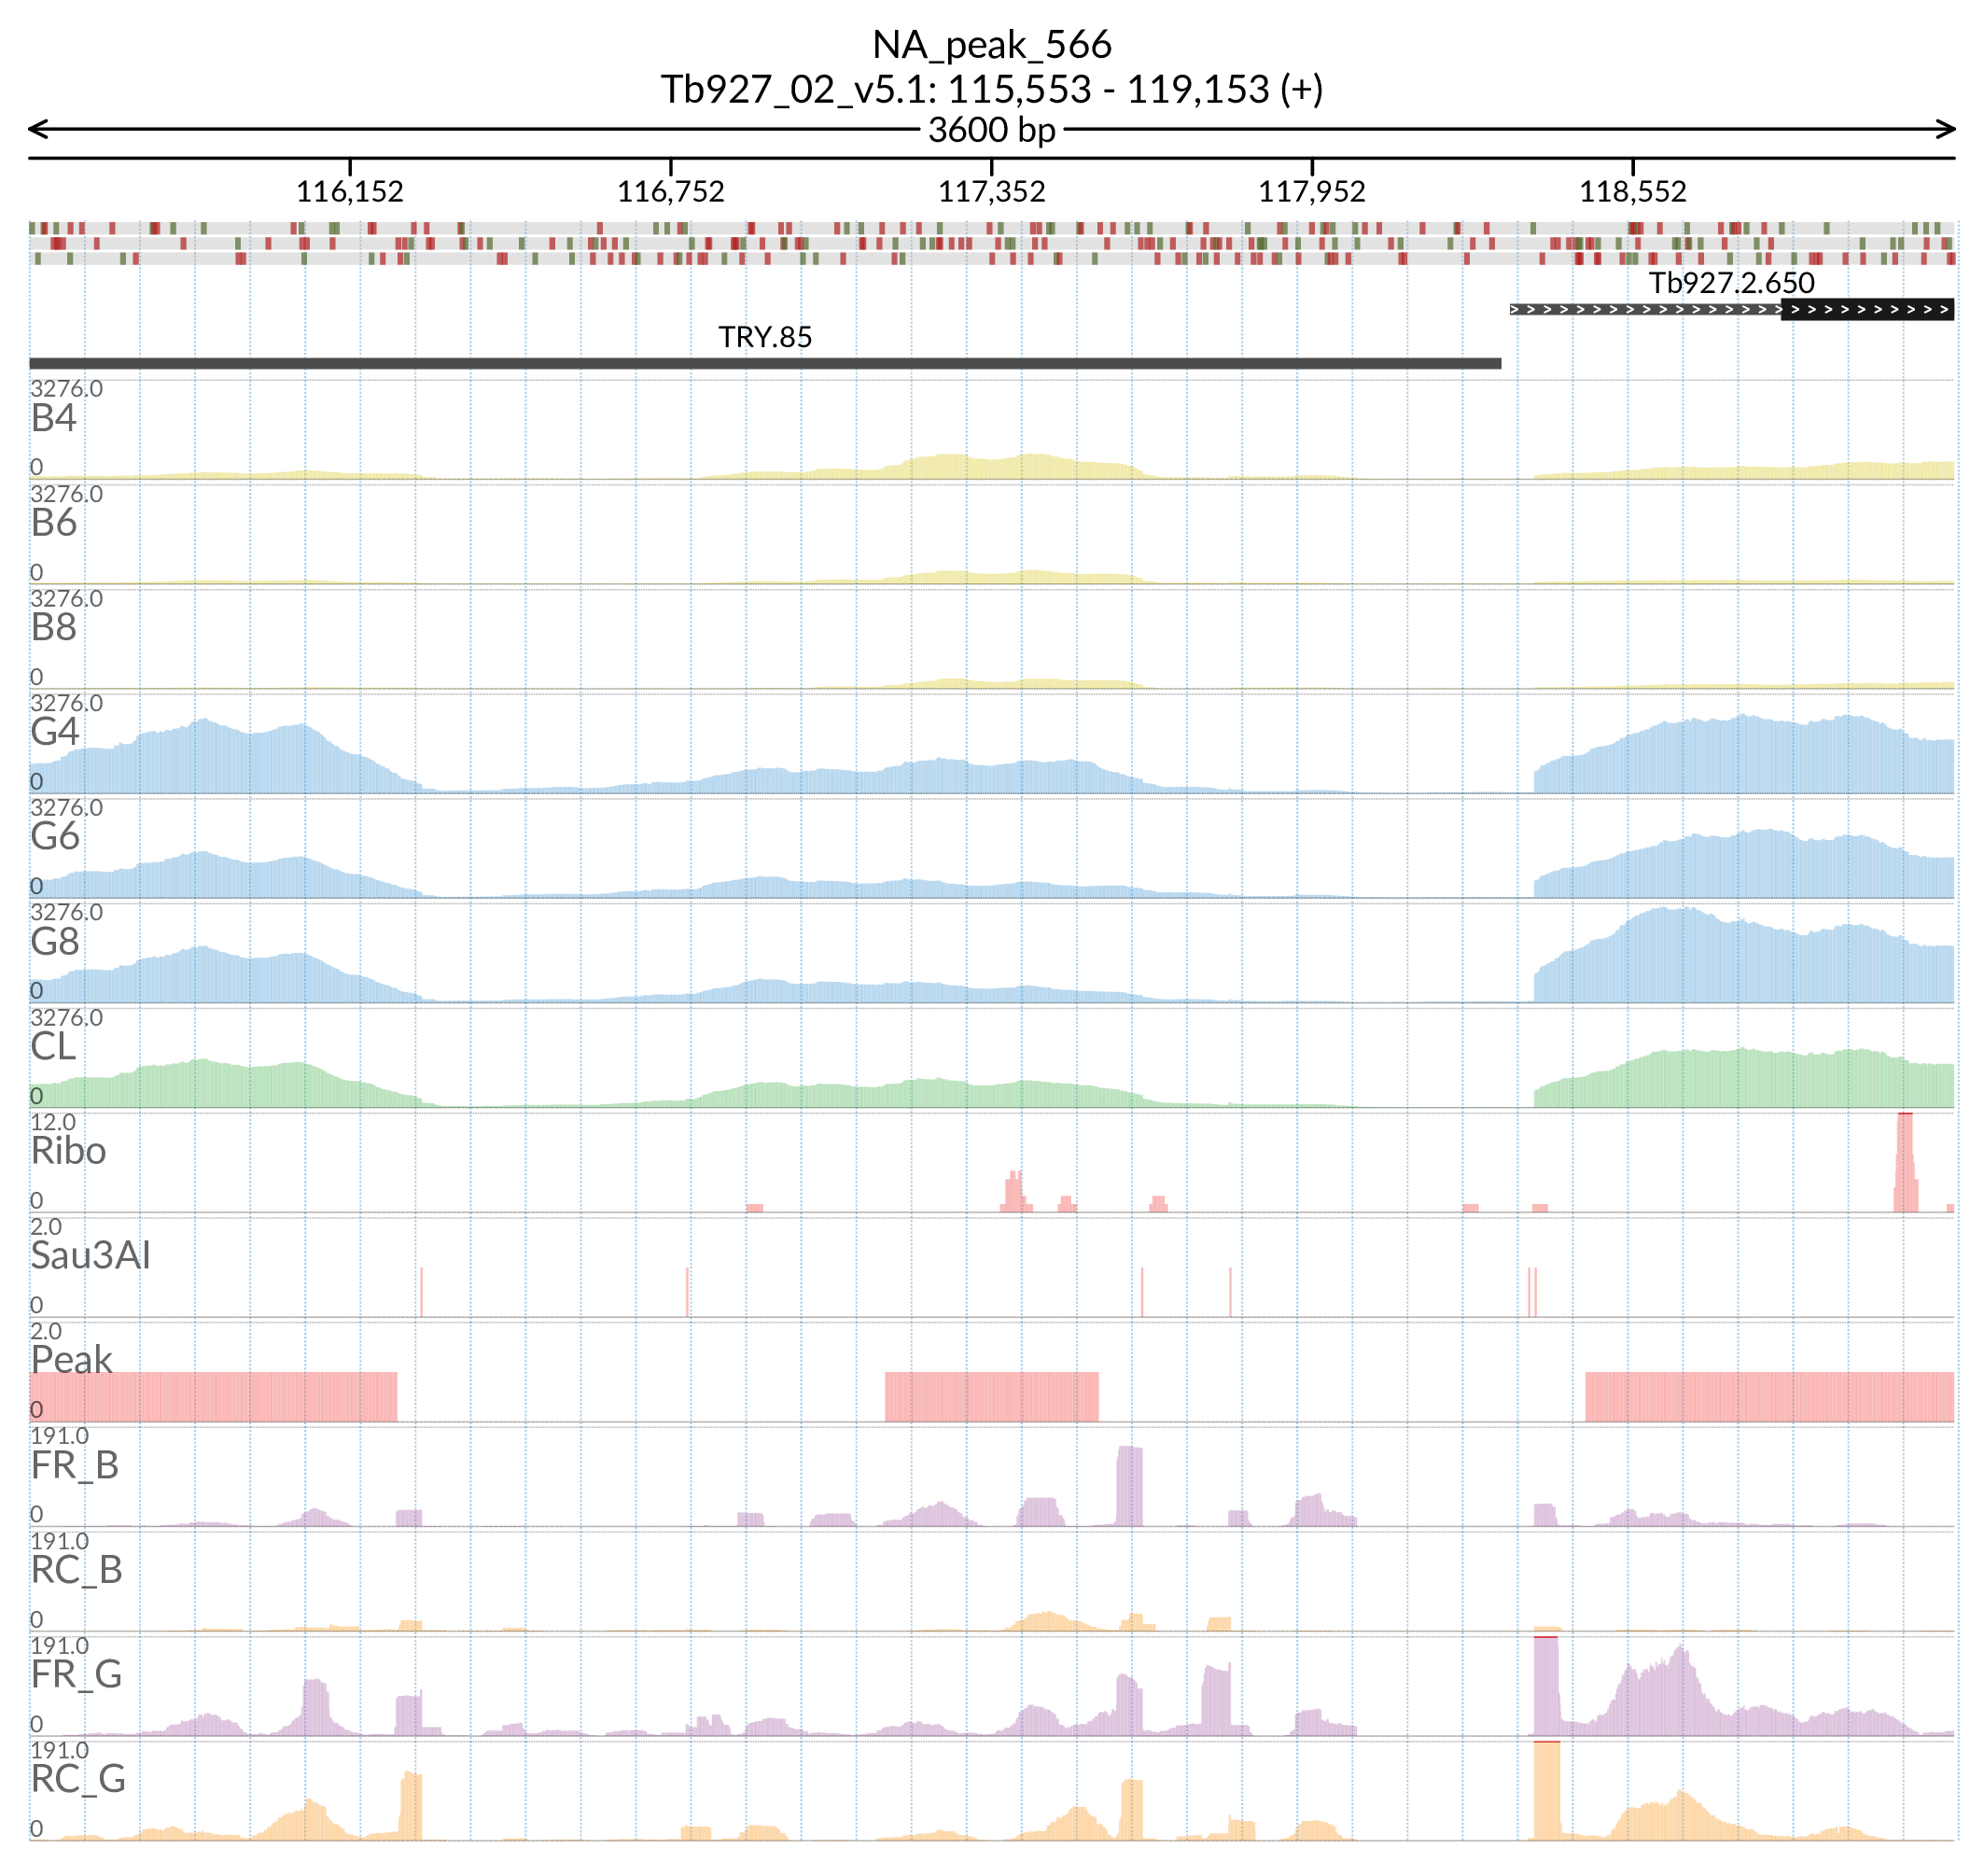 NA_peak_566
Tb927_02_v5.1: 115,553 - 119,153 (+)
3600 bp
116,152 116,752 117,352 117,952 118,552
Tb927.2.650
TRY.85
3276.0
B4
0
3276.0
B6
0
3276.0
B8
0
3276.0
G4
0
3276.0
G6
0
3276.0
G8
0
3276.0
CL
0
12.0
Ribo
0
2.0
Sau3AI
0
2.0
Peak
0
191.0
FR_B
0
191.0
RC_B
0
191.0
FR_G
0
191.0
RC_G
0